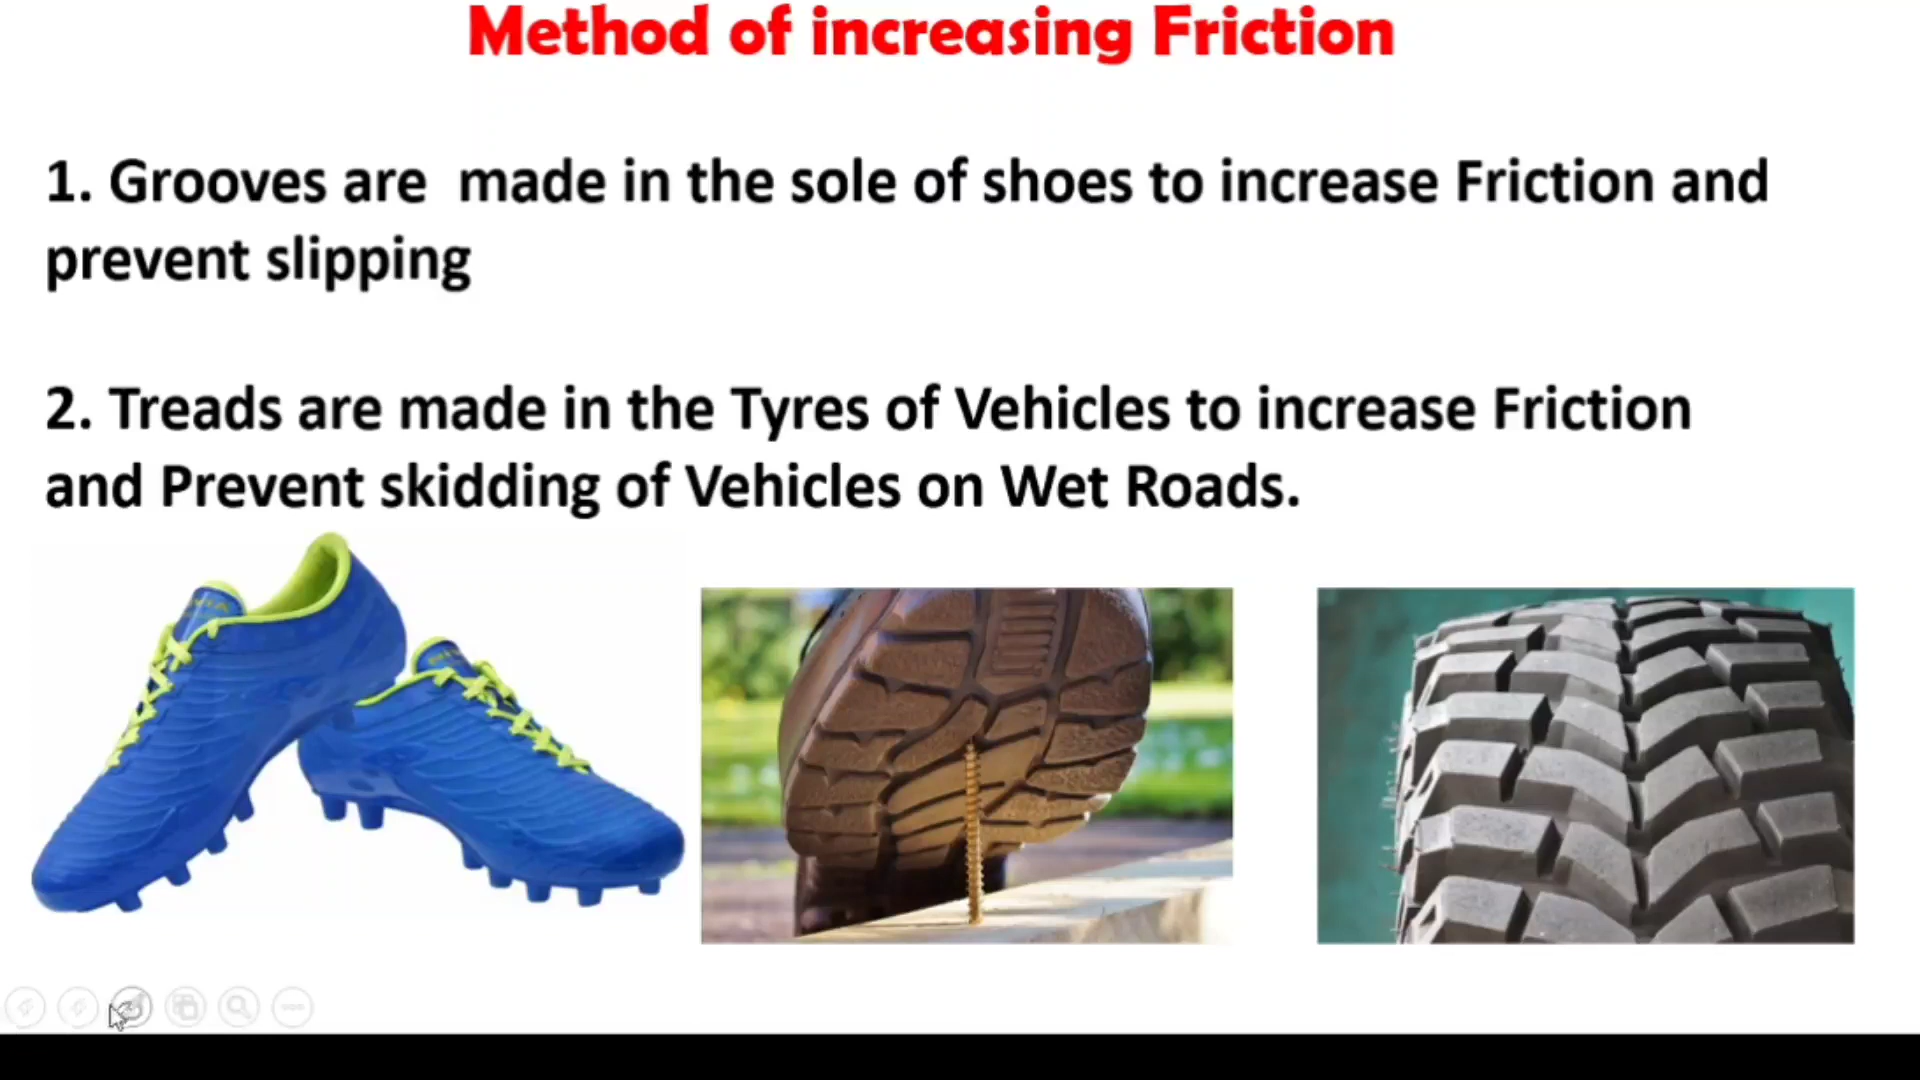 Method of increasing Friction
1. Grooves are made in the sole of shoes to increase Friction and
prevent slipping
2. Treads are made in the Tyres of Vehicles to increase Friction
and Prevent skidding of Vehicles on Wet Roads.